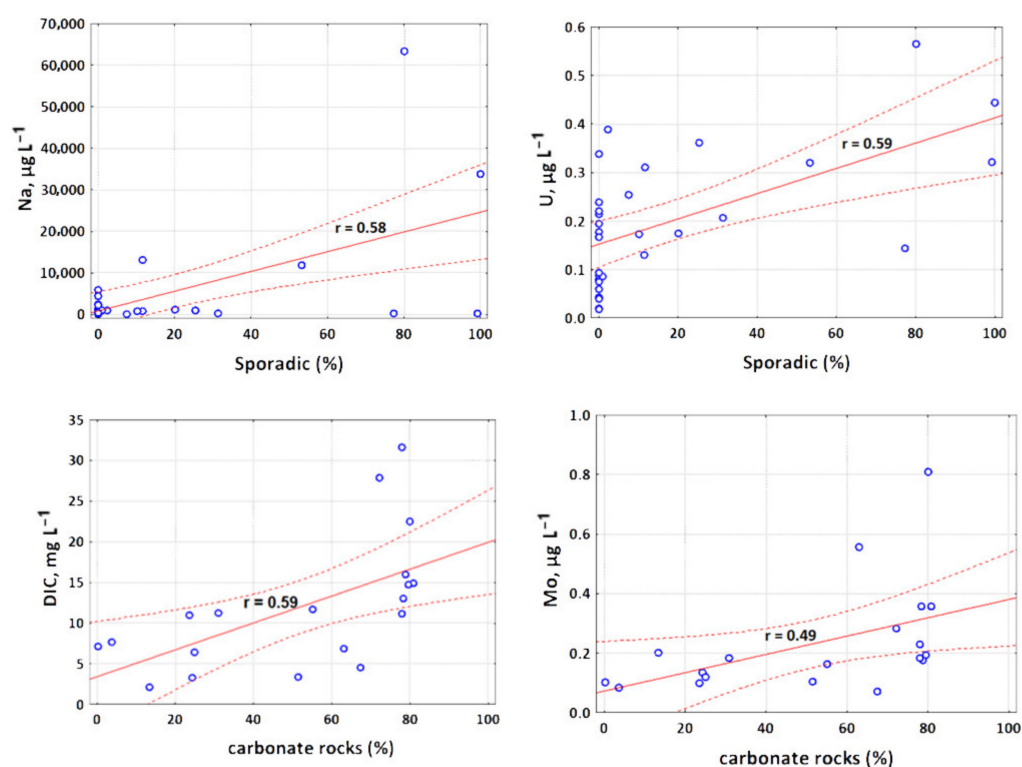 70,000
60,000
50,000
40,000
30,000
20,000
10,000
0
Na, µg L⁻¹
r = 0.58
0 20 40 60 80 100
Sporadic (%)
0.6
0.5
0.4
0.3
0.2
0.1
0.0
U, µg L⁻¹
r = 0.59
0 20 40 60 80 100
Sporadic (%)
35
30
25
20
15
10
5
0
DIC, mg L⁻¹
r = 0.59
0 20 40 60 80 100
carbonate rocks (%)
1.0
0.8
0.6
0.4
0.2
0.0
Mo, µg L⁻¹
r = 0.49
0 20 40 60 80 100
carbonate rocks (%)